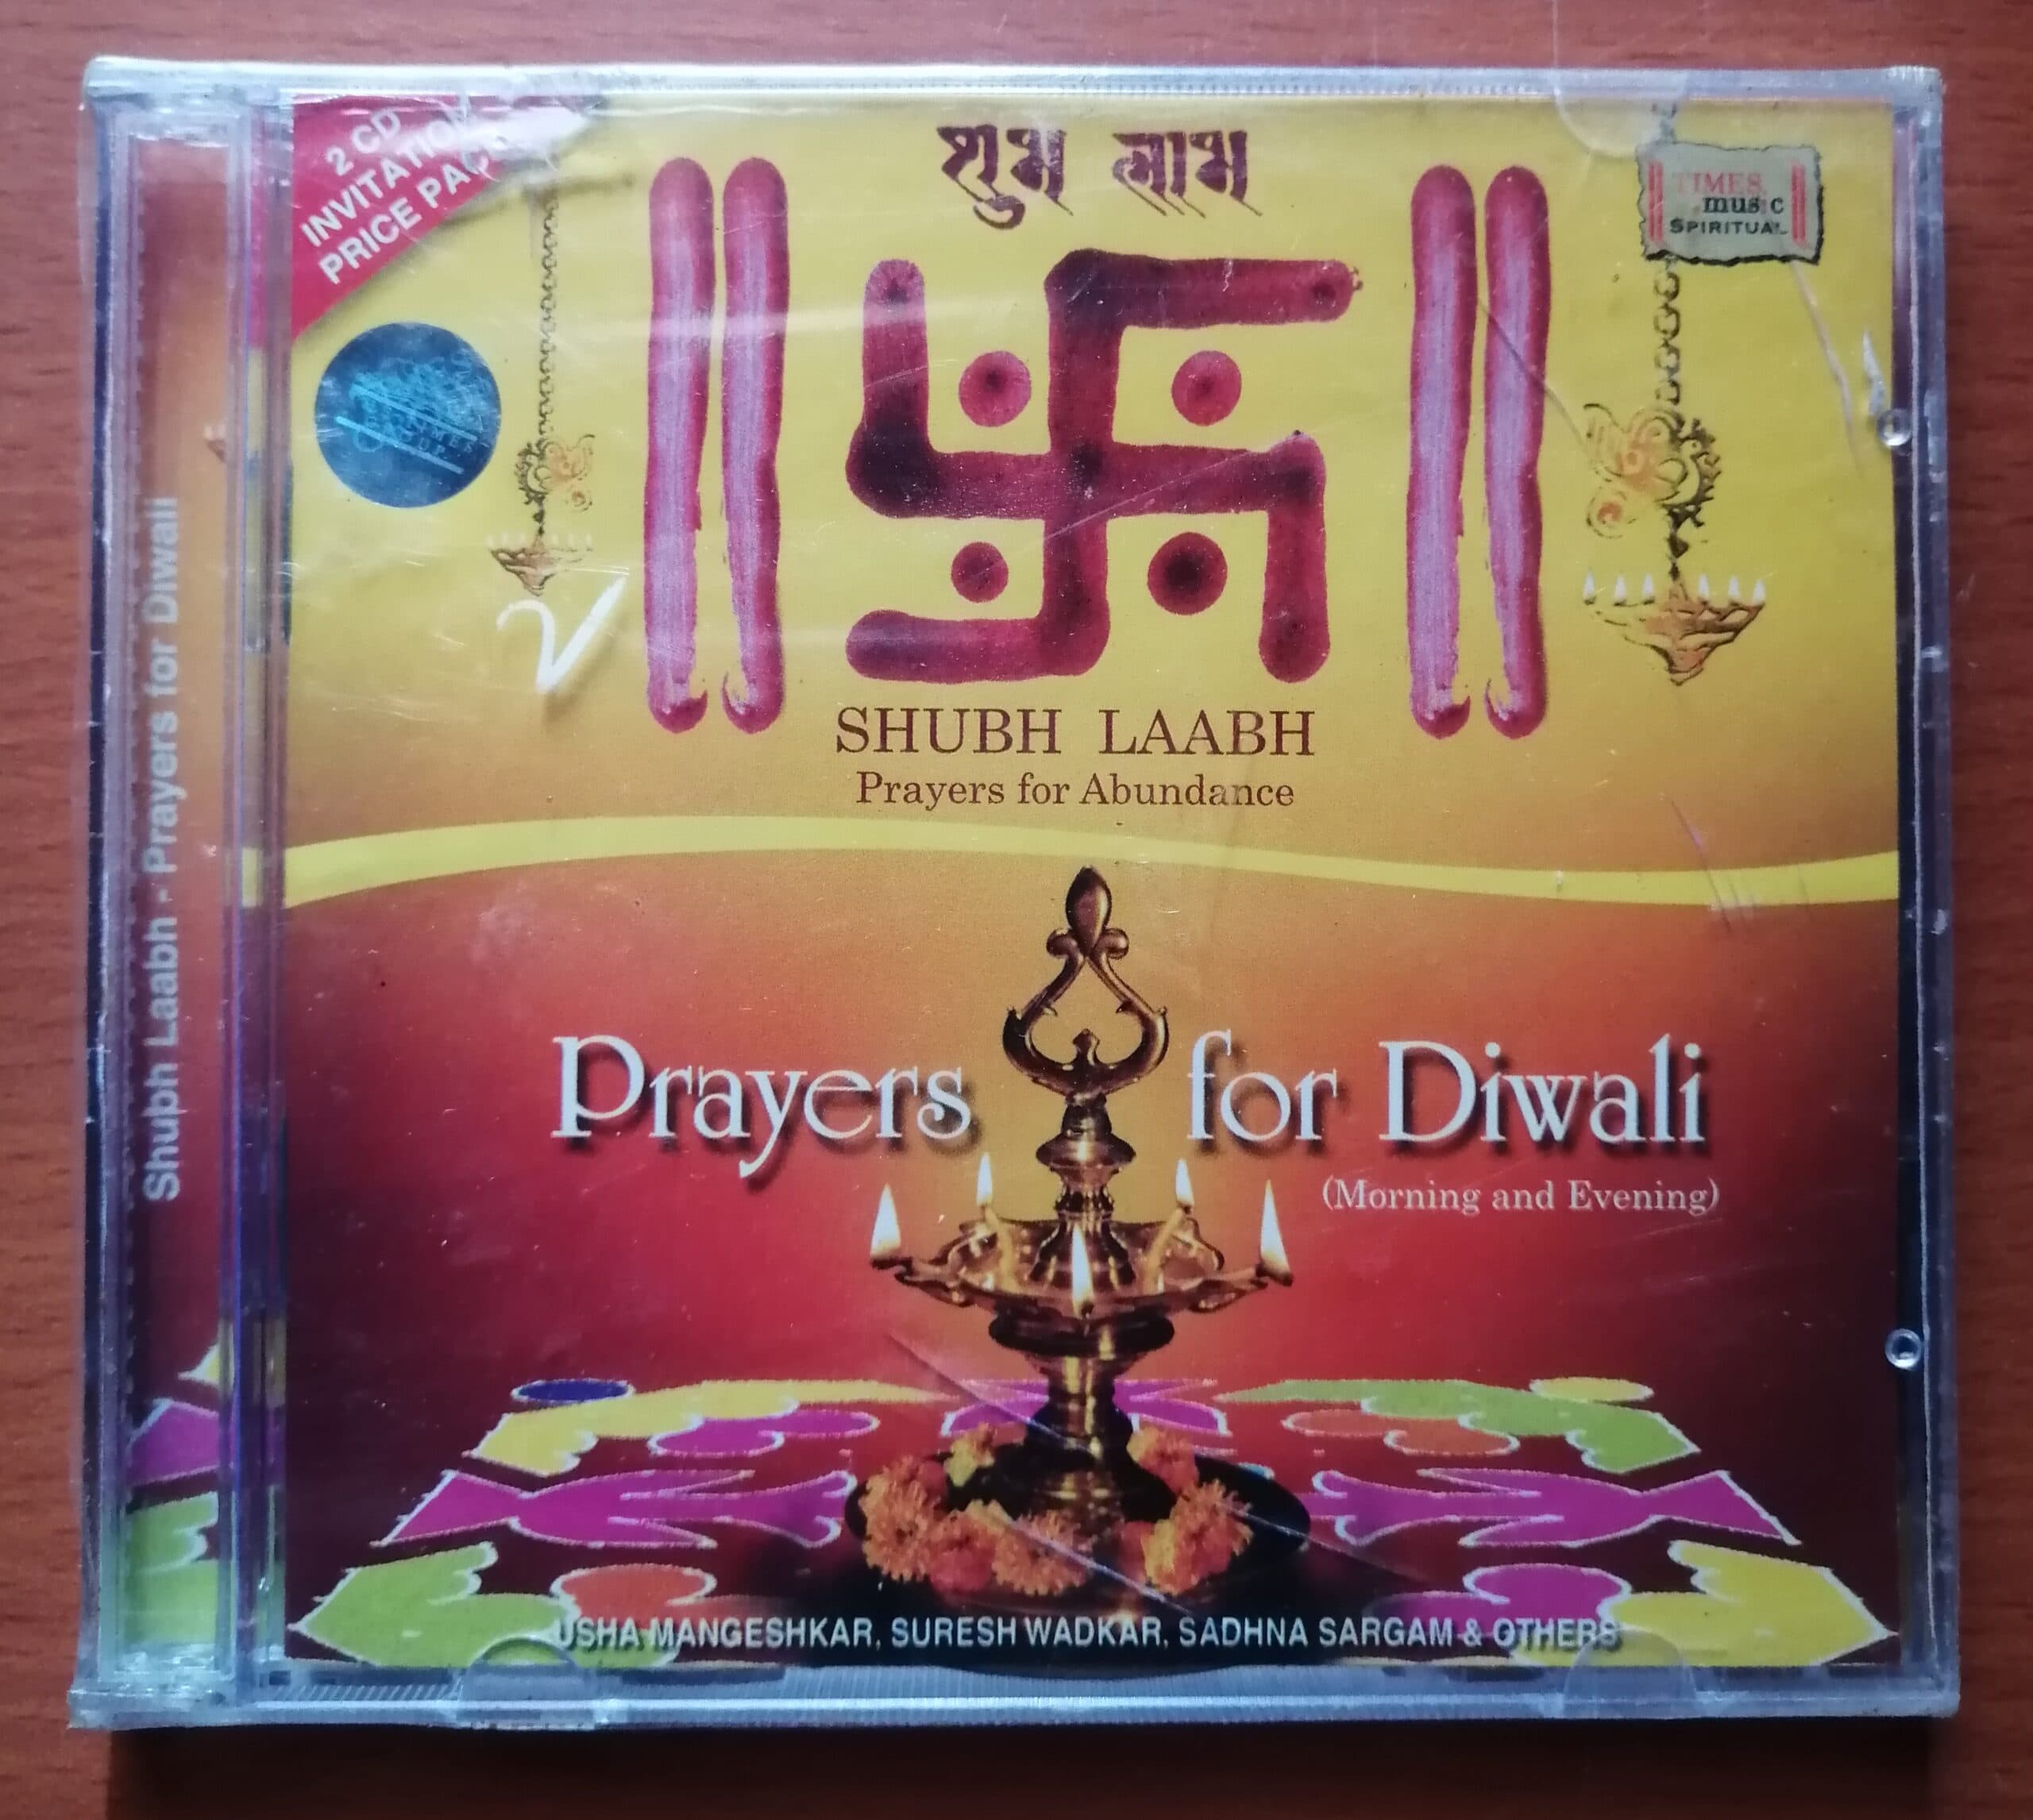 2 CD
INVITATION
PRICE PACK
शुभ लाभ
TIMES
music
SPIRITUAL
SHUBH LAABH
Prayers for Abundance
Prayers for Diwali
(Morning and Evening)
USHA MANGESHKAR, SURESH WADKAR, SADHNA SARGAM & OTHERS
Shubh Laabh - Prayers for Diwali